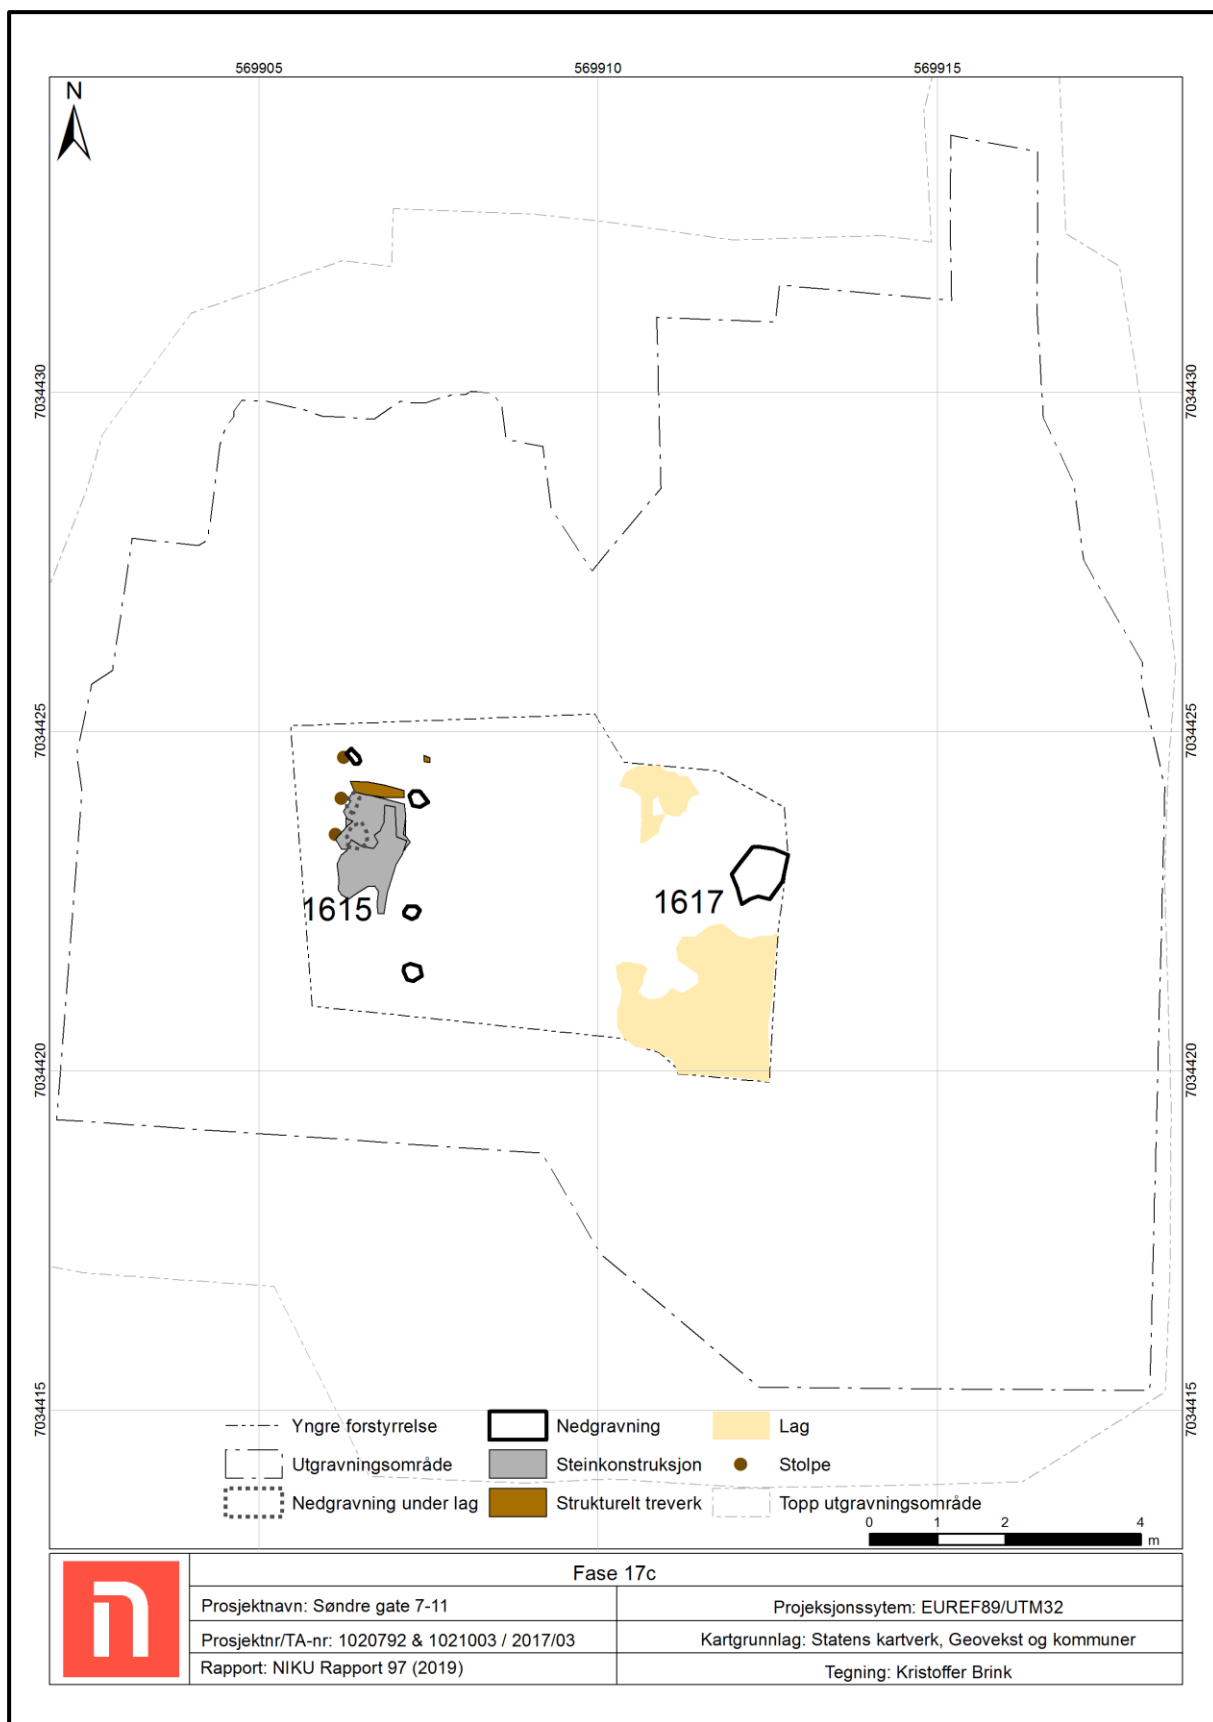 569905 569910 569915
N
7034430 7034430
7034425 7034425
1615 1617
7034420 7034420
7034415 7034415
Yngre forstyrrelse Nedgravning Lag
Utgravningsområde Steinkonstruksjon Stolpe
Nedgravning under lag Strukturelt treverk Topp utgravningsområde
0 1 2 4
m
Fase 17c
Prosjektnavn: Søndre gate 7-11 Projeksjonssytem: EUREF89/UTM32
Prosjektnr/TA-nr: 1020792 & 1021003 / 2017/03 Kartgrunnlag: Statens kartverk, Geovekst og kommuner
Rapport: NIKU Rapport 97 (2019) Tegning: Kristoffer Brink